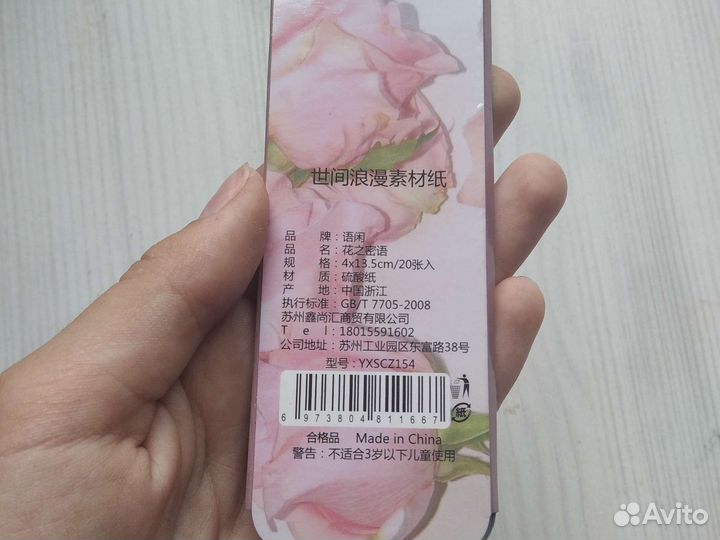 世间浪漫素材纸
品 牌：语闲
品 名：花之密语
规 格：4x13.5cm/20张入
材 质：硫酸纸
产 地：中国浙江
执行标准：GB/T 7705-2008
苏州鑫尚汇商贸有限公司
T e l：18015591602
公司地址：苏州工业园区东富路38号
型号：YXSCZ154
6 973804 811667
紙
合格品 Made in China
警告：不适合3岁以下儿童使用
Avito